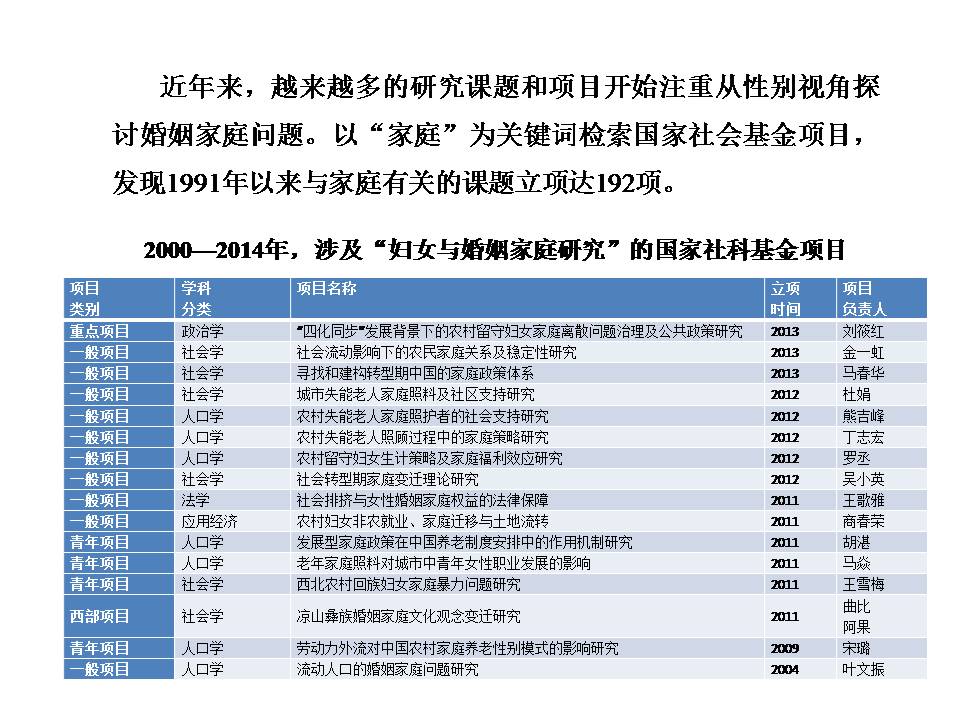 近年来，越来越多的研究课题和项目开始注重从性别视角探
讨婚姻家庭问题。以“家庭”为关键词检索国家社会基金项目，
发现1991年以来与家庭有关的课题立项达192项。
2000—2014年，涉及“妇女与婚姻家庭研究”的国家社科基金项目
项目类别 学科分类 项目名称 立项时间 项目负责人
重点项目 政治学 “四化同步”发展背景下的农村留守妇女家庭离散问题治理及公共政策研究 2013 刘筱红
一般项目 社会学 社会流动影响下的农民家庭关系及稳定性研究 2013 金一虹
一般项目 社会学 寻找和建构转型期中国的家庭政策体系 2013 马春华
一般项目 社会学 城市失能老人家庭照料及社区支持研究 2012 杜娟
一般项目 人口学 农村失能老人家庭照护者的社会支持研究 2012 熊吉峰
一般项目 人口学 农村失能老人照顾过程中的家庭策略研究 2012 丁志宏
一般项目 人口学 农村留守妇女生计策略及家庭福利效应研究 2012 罗丞
一般项目 社会学 社会转型期家庭变迁理论研究 2012 吴小英
一般项目 法学 社会排挤与女性婚姻家庭权益的法律保障 2011 王歌雅
一般项目 应用经济 农村妇女非农就业、家庭迁移与土地流转 2011 商春荣
青年项目 人口学 发展型家庭政策在中国养老制度安排中的作用机制研究 2011 胡湛
青年项目 人口学 老年家庭照料对城市中青年女性职业发展的影响 2011 马焱
青年项目 社会学 西北农村回族妇女家庭暴力问题研究 2011 王雪梅
西部项目 社会学 凉山彝族婚姻家庭文化观念变迁研究 2011 曲比阿果
青年项目 人口学 劳动力外流对中国农村家庭养老性别模式的影响研究 2009 宋璐
一般项目 人口学 流动人口的婚姻家庭问题研究 2004 叶文振